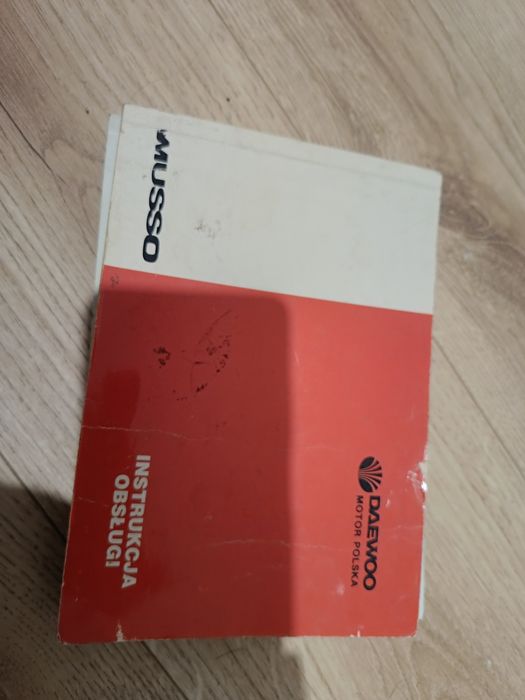 MUSSO
DAEWOO
MOTOR POLSKA
INSTRUKCJA
OBSŁUGI